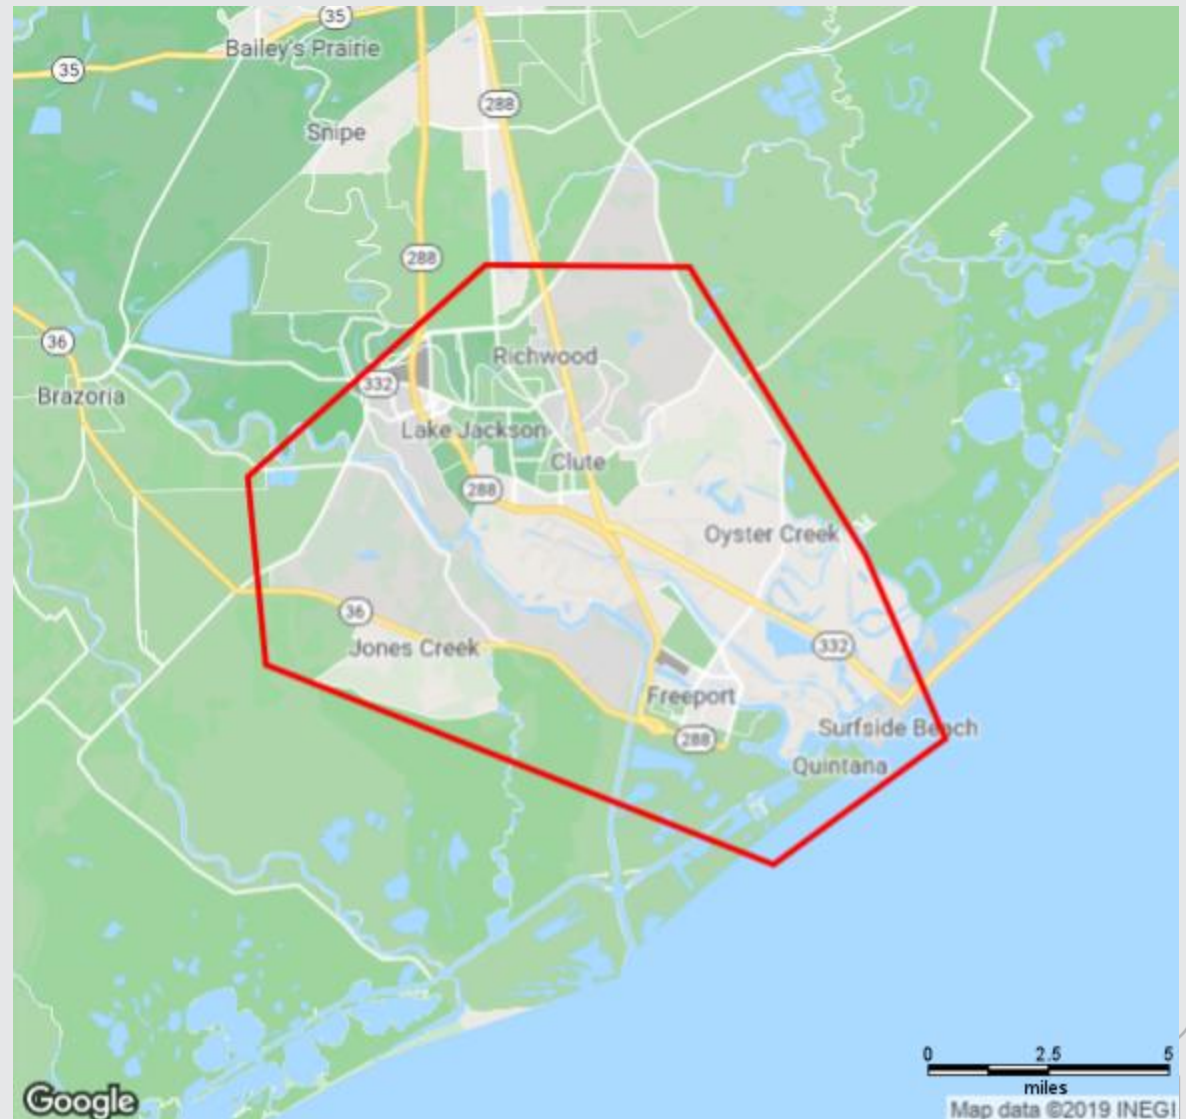 35
Bailey's Prairie
35
288
Snipe
288
36
Richwood
332
Brazoria
Lake Jackson
Clute
288
Oyster Creek
36
Jones Creek
332
Freeport
Surfside Beach
288
Quintana
0 2.5 5
miles
Google
Map data ©2019 INEGI